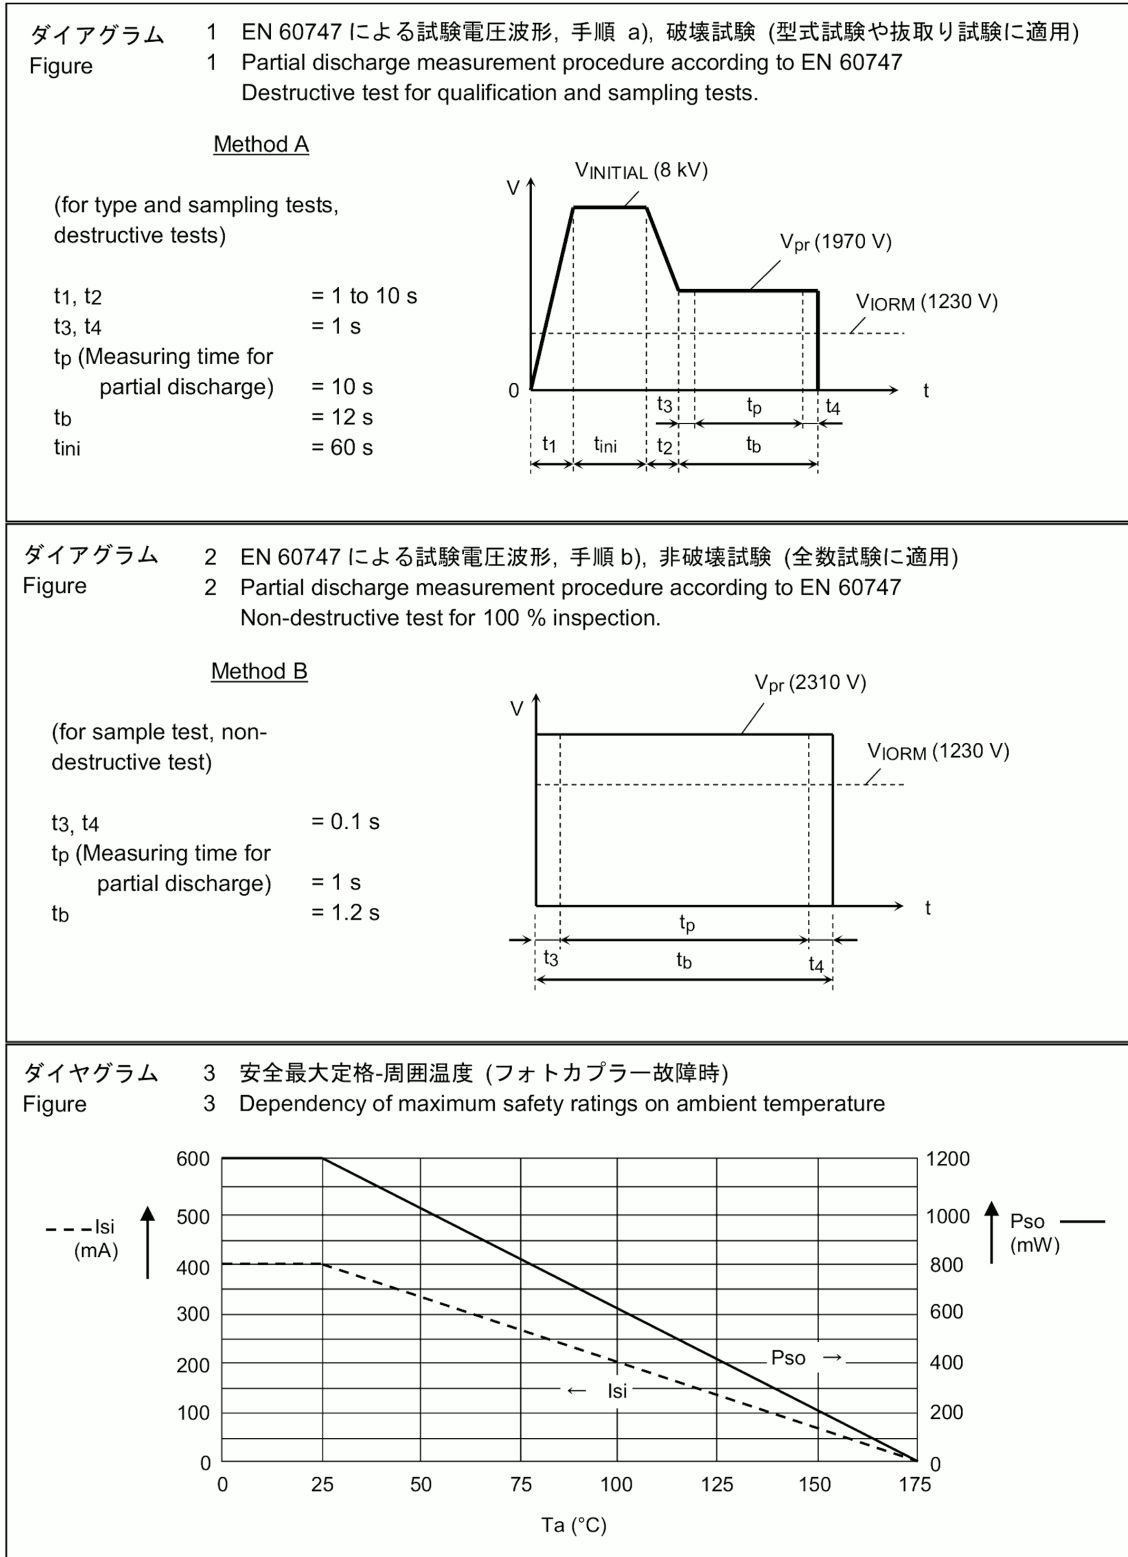 ダイアグラム 1 EN 60747 による試験電圧波形, 手順 a), 破壊試験 (型式試験や抜取り試験に適用)
Figure 1 Partial discharge measurement procedure according to EN 60747
Destructive test for qualification and sampling tests.
Method A
(for type and sampling tests,
destructive tests)
t1, t2 = 1 to 10 s
t3, t4 = 1 s
tp (Measuring time for
partial discharge) = 10 s
tb = 12 s
tini = 60 s
VINITIAL (8 kV)
V
Vpr (1970 V)
VIORM (1230 V)
0
t
t3 tp t4
t1 tini t2 tb
ダイアグラム 2 EN 60747 による試験電圧波形, 手順 b), 非破壊試験 (全数試験に適用)
Figure 2 Partial discharge measurement procedure according to EN 60747
Non-destructive test for 100 % inspection.
Method B
(for sample test, non-
destructive test)
t3, t4 = 0.1 s
tp (Measuring time for
partial discharge) = 1 s
tb = 1.2 s
Vpr (2310 V)
V
VIORM (1230 V)
t
tp
t3 tb t4
ダイヤグラム 3 安全最大定格-周囲温度 (フォトカプラー故障時)
Figure 3 Dependency of maximum safety ratings on ambient temperature
600 1200
500 1000
Isi Pso
(mA) (mW)
400 800
300 600
Pso →
200 400
← Isi
100 200
0 0
0 25 50 75 100 125 150 175
Ta (°C)